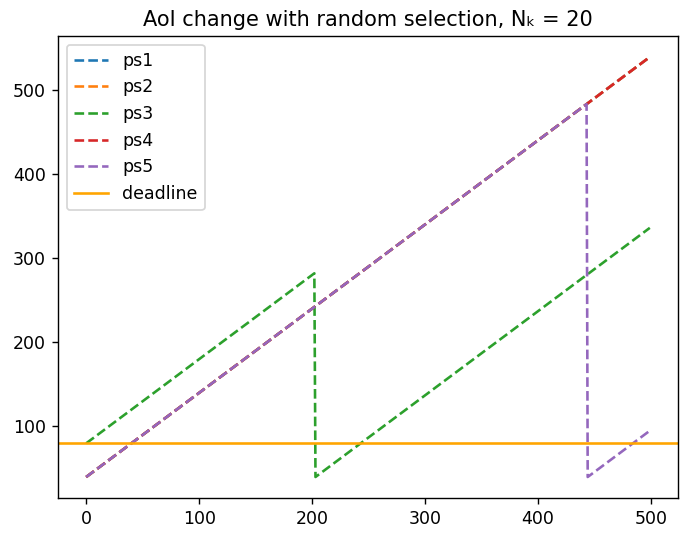 AoI change with random selection, Nₖ = 20
ps1
ps2
ps3
ps4
ps5
deadline
500
400
300
200
100
0 100 200 300 400 500